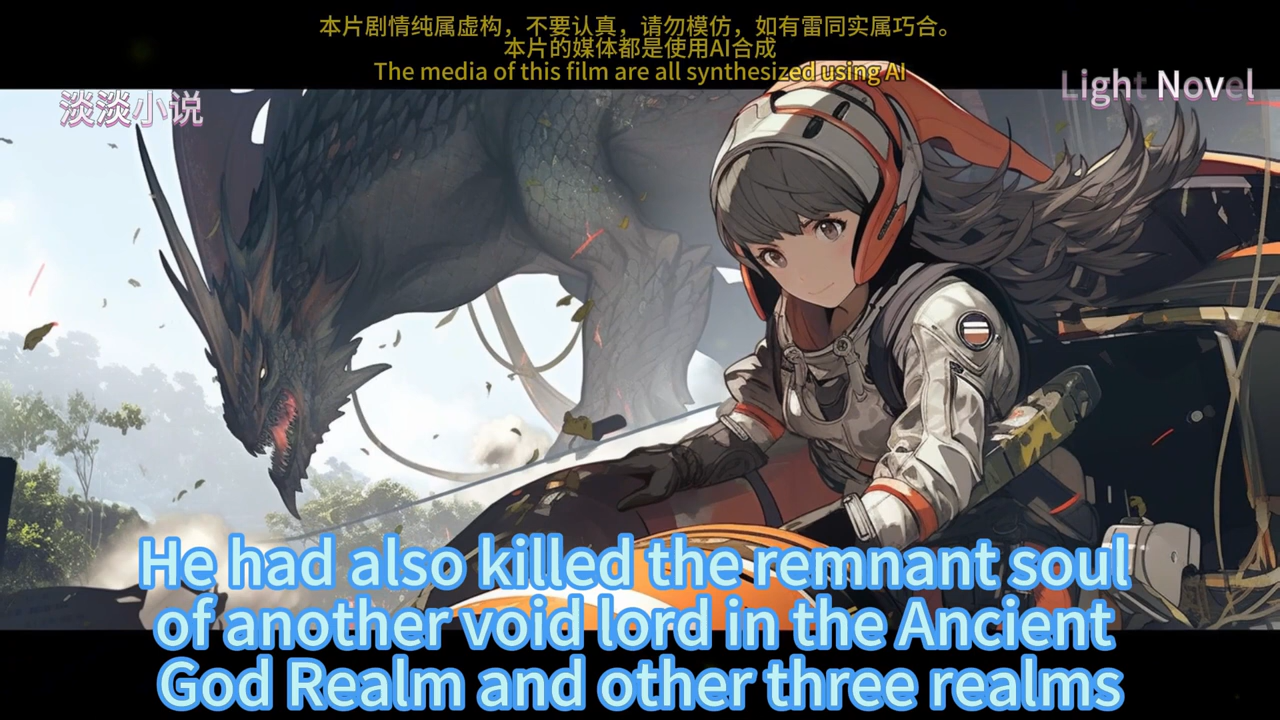 本片剧情纯属虚构，不要认真，请勿模仿，如有雷同实属巧合。
本片的媒体都是使用AI合成
The media of this film are all synthesized using AI
淡淡小说
Light Novel
He had also killed the remnant soul
of another void lord in the Ancient
God Realm and other three realms